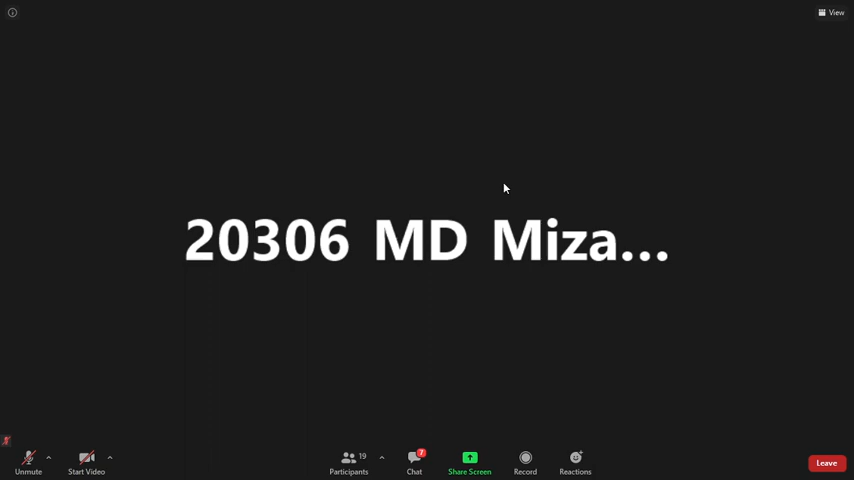 View
20306 MD Miza...
Unmute
Start Video
19
Participants
7
Chat
Share Screen
Record
Reactions
Leave